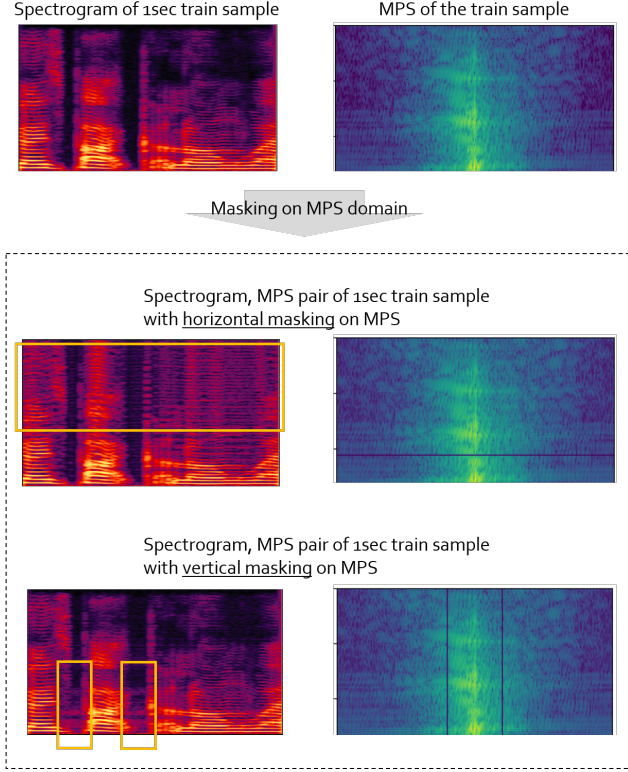 Spectrogram of 1sec train sample
MPS of the train sample
Masking on MPS domain
Spectrogram, MPS pair of 1sec train sample
with horizontal masking on MPS
Spectrogram, MPS pair of 1sec train sample
with vertical masking on MPS